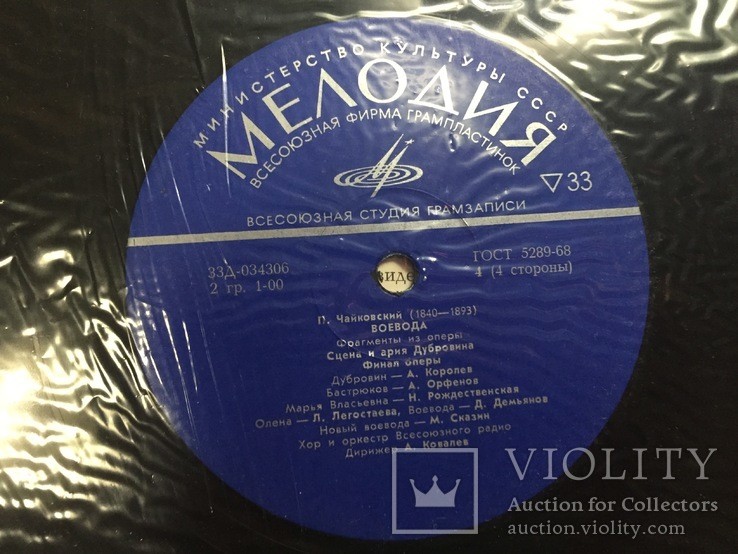 МИНИСТЕРСТВО КУЛЬТУРЫ СССР
МЕЛОДИЯ
ВСЕСОЮЗНАЯ ФИРМА ГРАМПЛАСТИНОК
▽33
ВСЕСОЮЗНАЯ СТУДИЯ ГРАМЗАПИСИ
33Д-034306
2 гр. 1-00
виде
ГОСТ 5289-68
4 (4 стороны)
П. Чайковский (1840—1893)
ВОЕВОДА
Фрагменты из оперы
Сцена и ария Дубровина
Финал оперы
Дубровин — А. Королев
Бастрюков — А. Орфенов
Марья Власьевна — Н. Рождественская
Олена — Л. Легостаева, Воевода — Д. Демьянов
Новый воевода — М. Сказин
Хор и оркестр Всесоюзного радио
Дирижер А. Ковалев
VIOLITY
Auction for Collectors
auction.violity.com